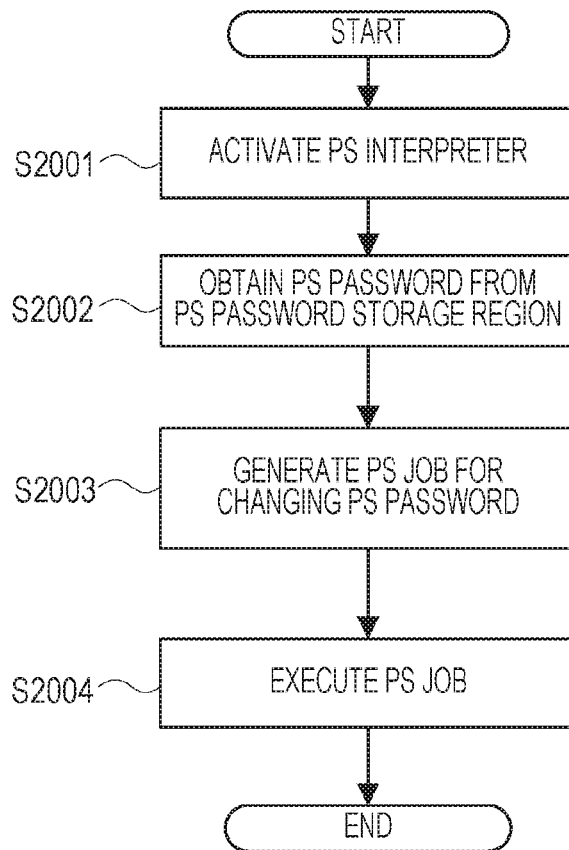 START
S2001
ACTIVATE PS INTERPRETER
S2002
OBTAIN PS PASSWORD FROM
PS PASSWORD STORAGE REGION
S2003
GENERATE PS JOB FOR
CHANGING PS PASSWORD
S2004
EXECUTE PS JOB
END